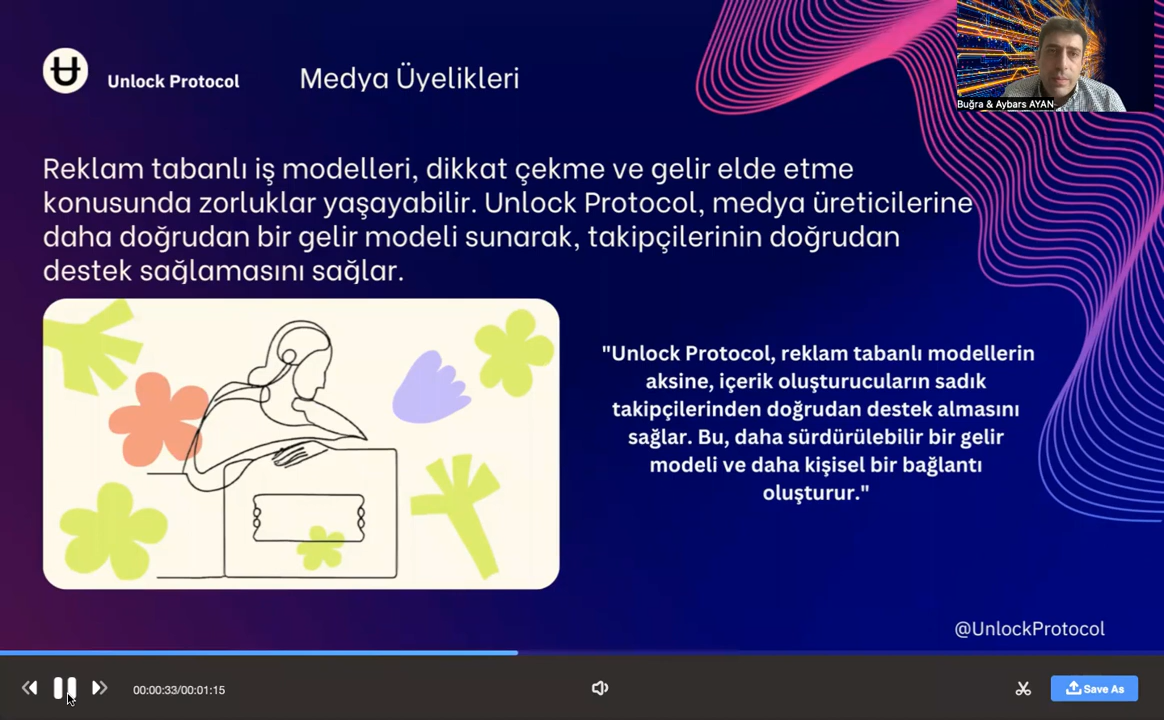 Unlock Protocol
Medya Üyelikleri
Buğra & Aybars AYAN
Reklam tabanlı iş modelleri, dikkat çekme ve gelir elde etme
konusunda zorluklar yaşayabilir. Unlock Protocol, medya üreticilerine
daha doğrudan bir gelir modeli sunarak, takipçilerinin doğrudan
destek sağlamasını sağlar.
"Unlock Protocol, reklam tabanlı modellerin
aksine, içerik oluşturucuların sadık
takipçilerinden doğrudan destek almasını
sağlar. Bu, daha sürdürülebilir bir gelir
modeli ve daha kişisel bir bağlantı
oluşturur."
@UnlockProtocol
00:00:33/00:01:15
Save As